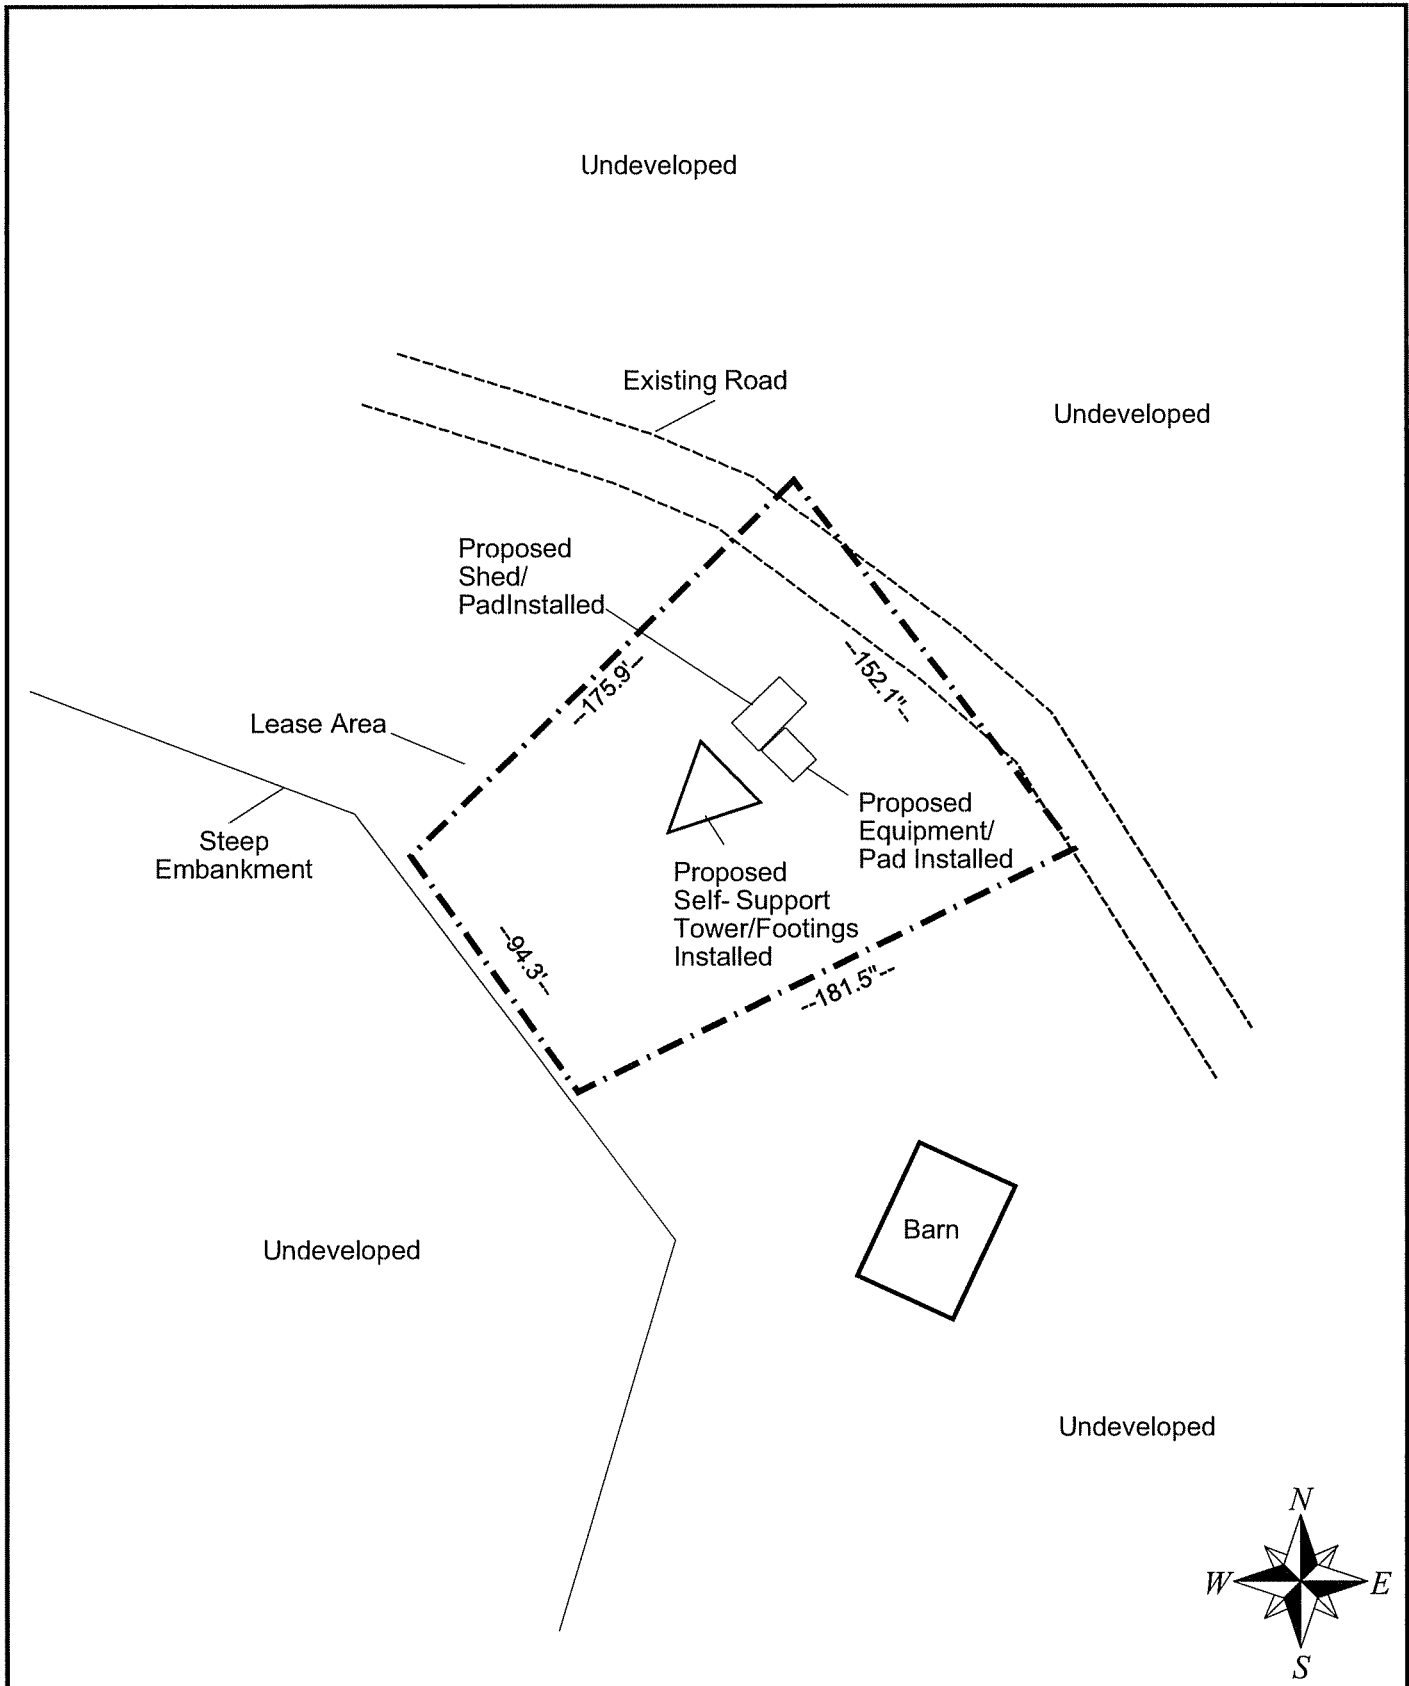 Undeveloped
Existing Road
Undeveloped
Proposed
Shed/
PadInstalled
--175.9'--
--152.1"--
Lease Area
Steep
Embankment
Proposed
Equipment/
Pad Installed
Proposed
Self- Support
Tower/Footings
Installed
--94.3'--
--181.5"--
Undeveloped
Barn
Undeveloped
N
W E
S